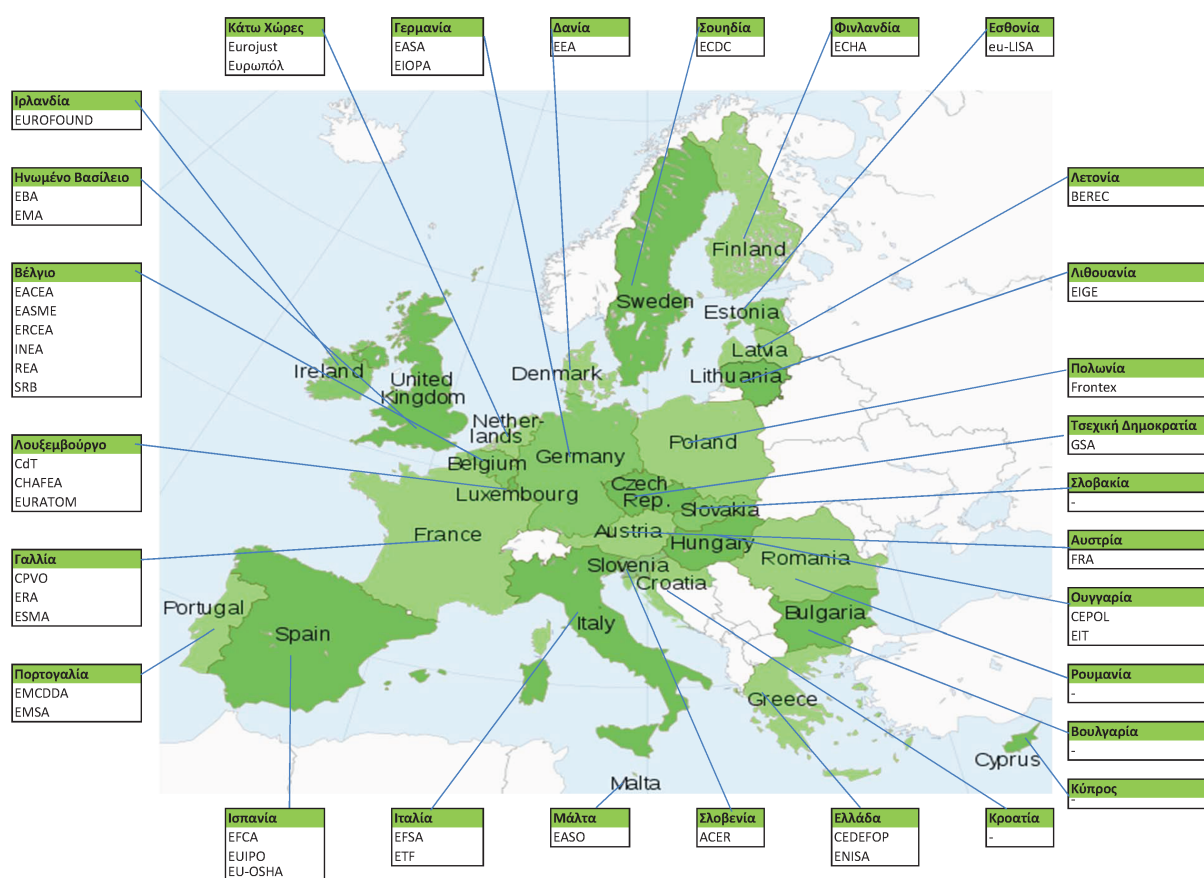 Κάτω Χώρες
Eurojust
Ευρωπόλ
Γερμανία
EASA
EIOPA
Δανία
EEA
Σουηδία
ECDC
Φινλανδία
ECHA
Εσθονία
eu-LISA
Ιρλανδία
EUROFOUND
Ηνωμένο Βασίλειο
EBA
EMA
Βέλγιο
EACEA
EASME
ERCEA
INEA
REA
SRB
Λουξεμβούργο
CdT
CHAFEA
EURATOM
Γαλλία
CPVO
ERA
ESMA
Πορτογαλία
EMCDDA
EMSA
Finland
Sweden
Estonia
Latvia
Lithuania
Denmark
Ireland
United
Kingdom
Nether-
lands
Poland
Belgium
Germany
Luxembourg
Czech
Rep.
Slovakia
France
Austria
Hungary
Romania
Slovenia
Croatia
Portugal
Spain
Italy
Bulgaria
Greece
Cyprus
Malta
Λετονία
BEREC
Λιθουανία
EIGE
Πολωνία
Frontex
Τσεχική Δημοκρατία
GSA
Σλοβακία
-
Αυστρία
FRA
Ουγγαρία
CEPOL
EIT
Ρουμανία
-
Βουλγαρία
-
Κύπρος
-
Ισπανία
EFCA
EUIPO
EU-OSHA
Ιταλία
EFSA
ETF
Μάλτα
EASO
Σλοβενία
ACER
Ελλάδα
CEDEFOP
ENISA
Κροατία
-